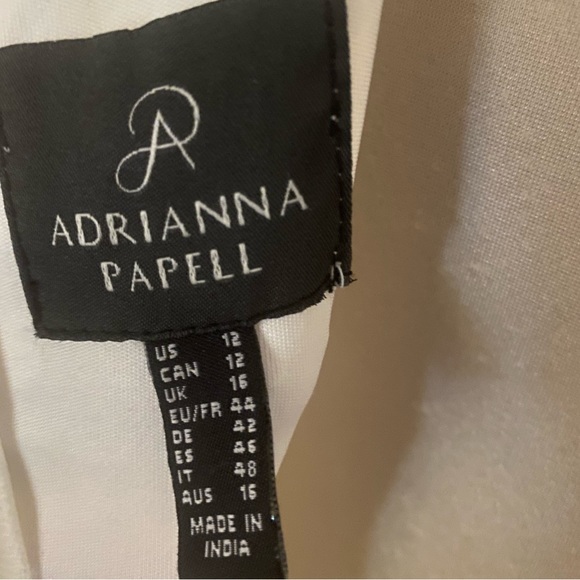 ADRIANNA
PAPELL
US 12
CAN 12
UK 16
EU/FR 44
DE 42
ES 46
IT 48
AUS 16
MADE IN
INDIA